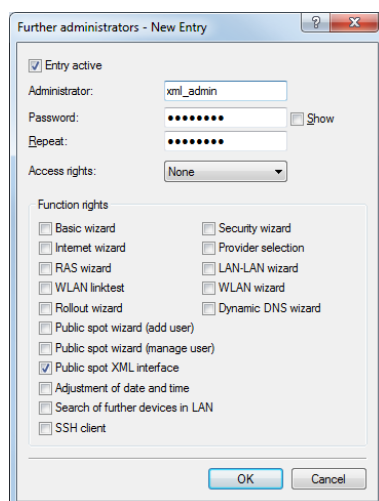 Further administrators - New Entry
Entry active
Administrator: xml_admin
Password: •••••••• Show
Repeat: ••••••••
Access rights: None
Function rights
Basic wizard Security wizard
Internet wizard Provider selection
RAS wizard LAN-LAN wizard
WLAN linktest WLAN wizard
Rollout wizard Dynamic DNS wizard
Public spot wizard (add user)
Public spot wizard (manage user)
Public spot XML interface
Adjustment of date and time
Search of further devices in LAN
SSH client
OK Cancel